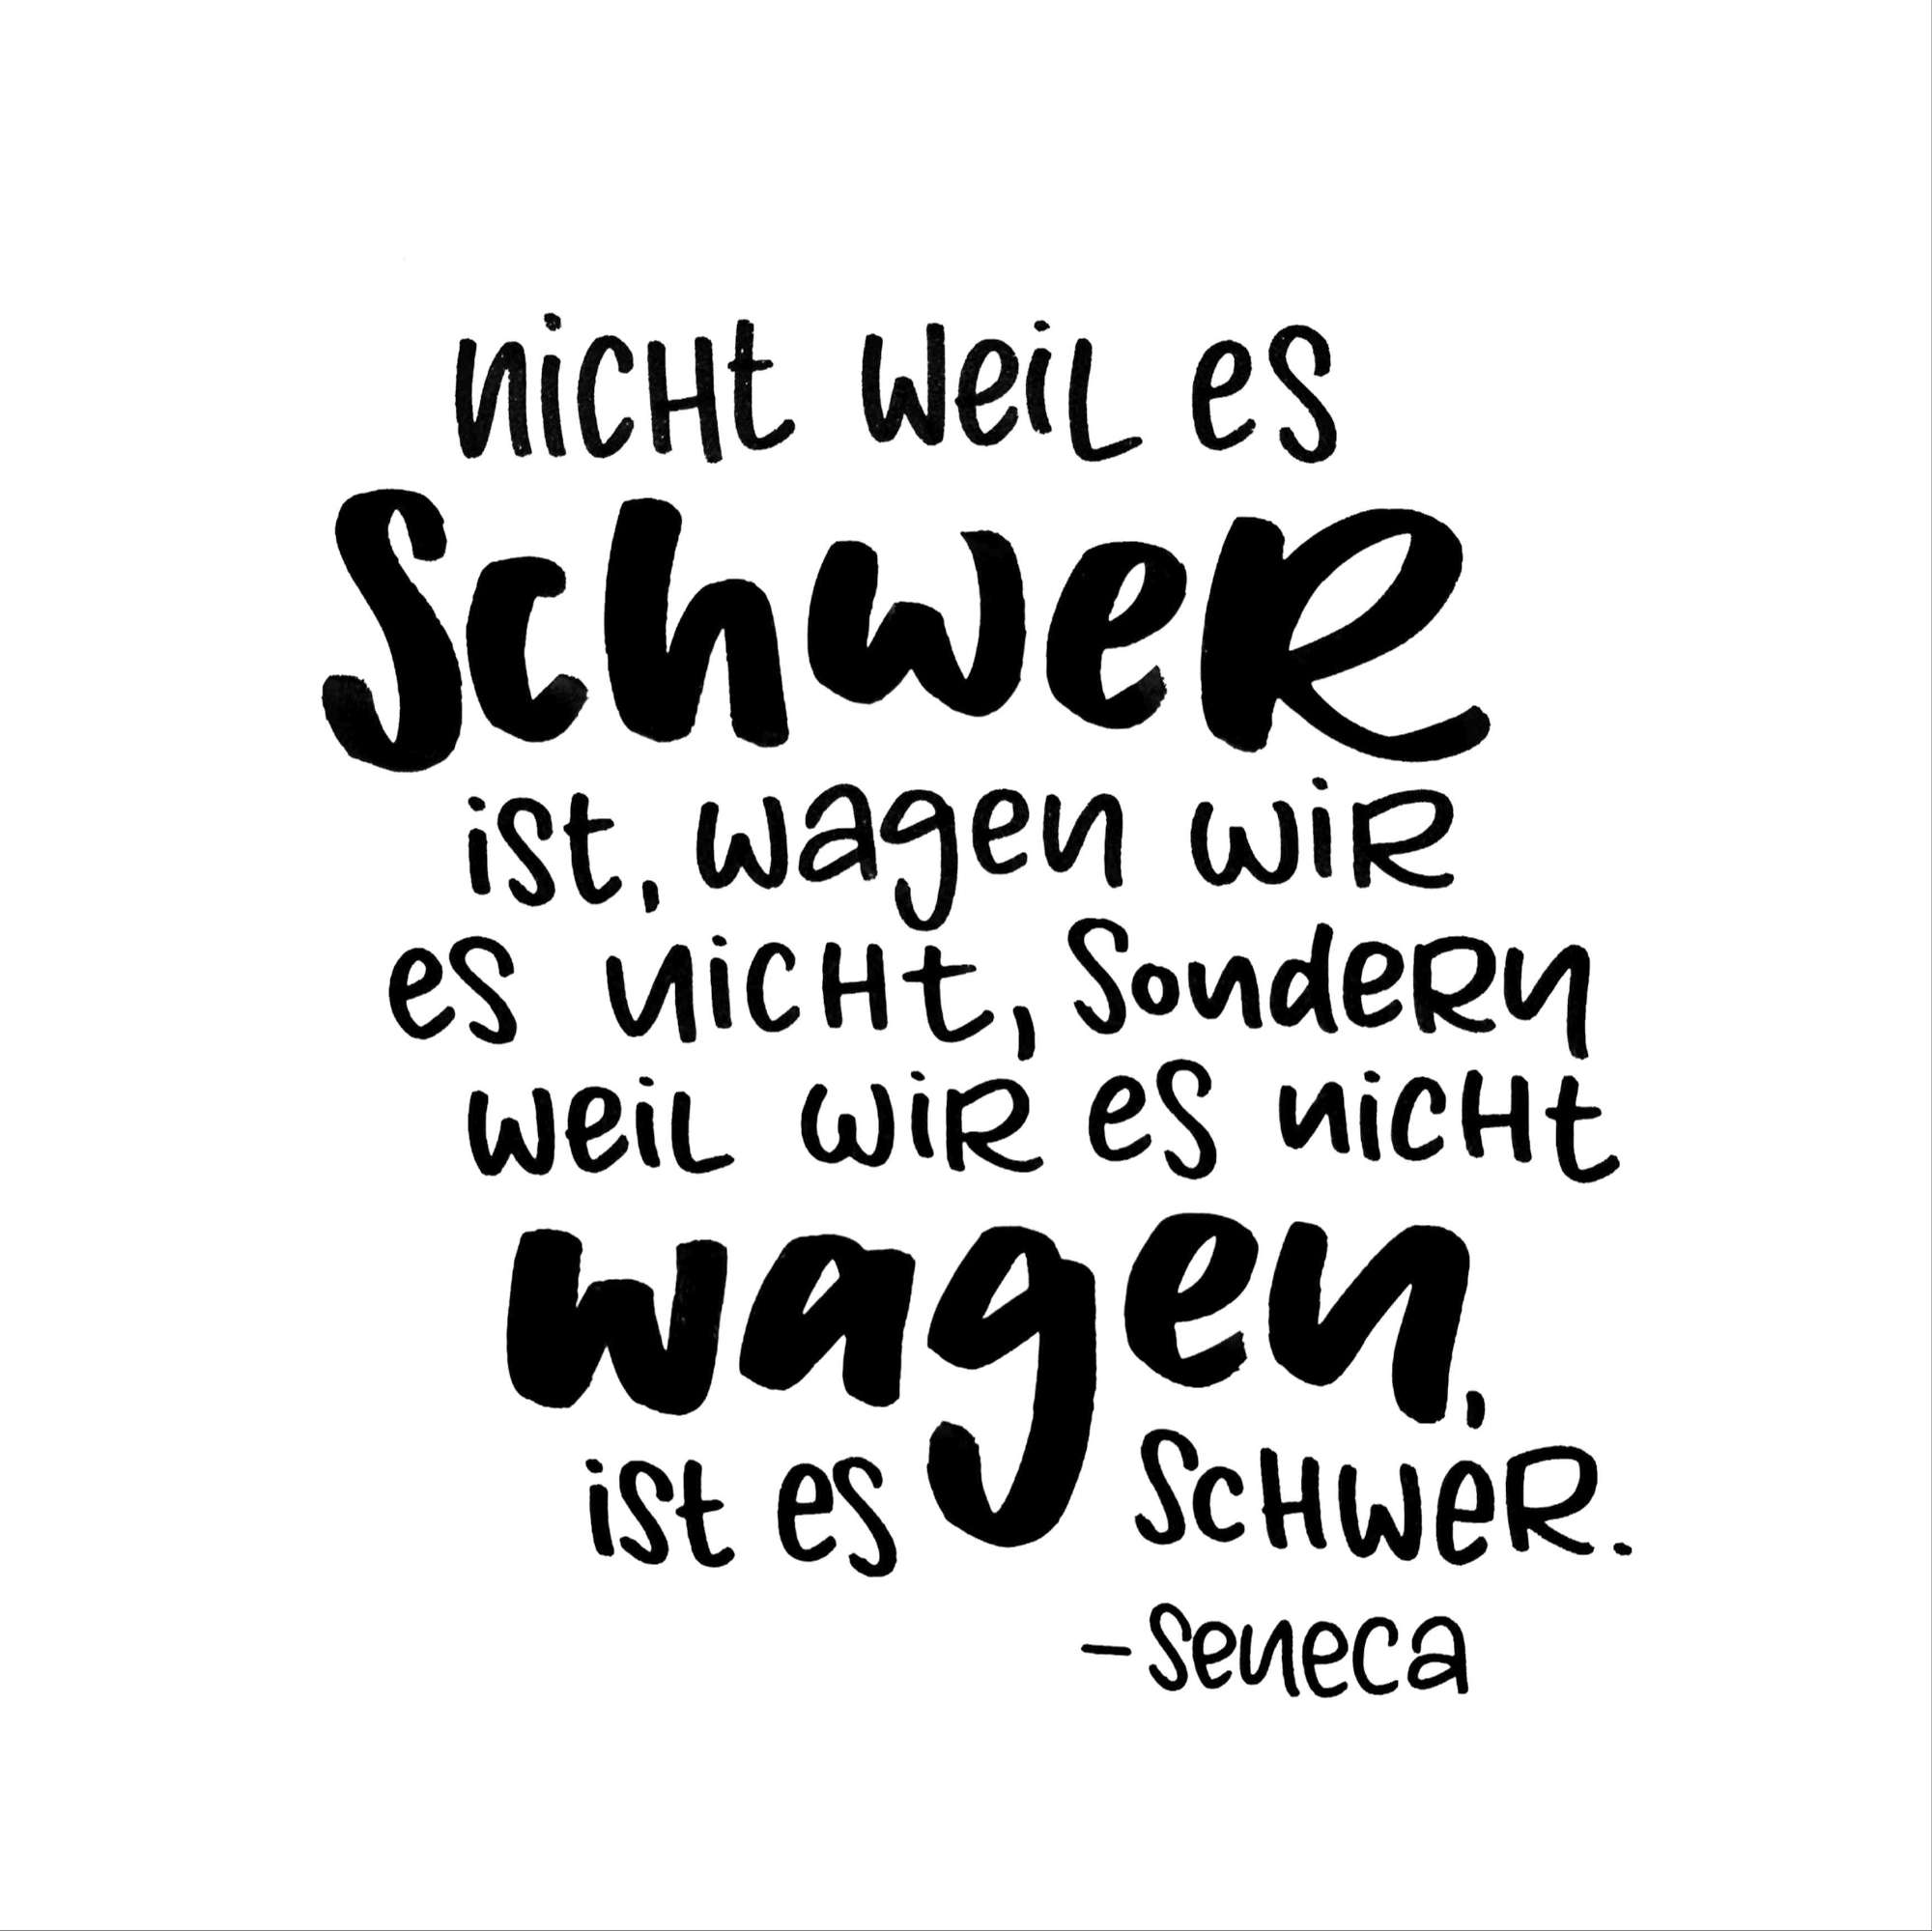 nicht weil es
Schwer
ist, wagen wir
es nicht, Sondern
weil wir es nicht
wagen,
ist es schwer.
-Seneca